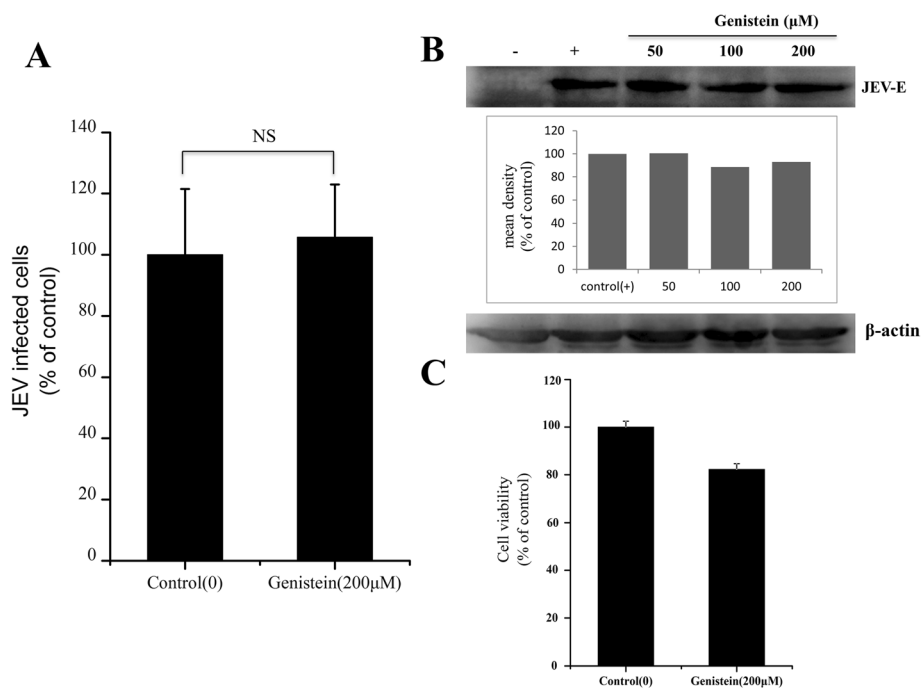 A
140
120
100
80
60
40
20
0
JEV infected cells
(% of control)
NS
Control(0)
Genistein(200μM)
B
Genistein (μM)
- + 50 100 200
JEV-E
120
100
80
60
40
20
0
mean density
(% of control)
control(+) 50 100 200
β-actin
C
120
100
80
60
40
20
0
Cell viability
(% of control)
Control(0)
Genistein(200μM)